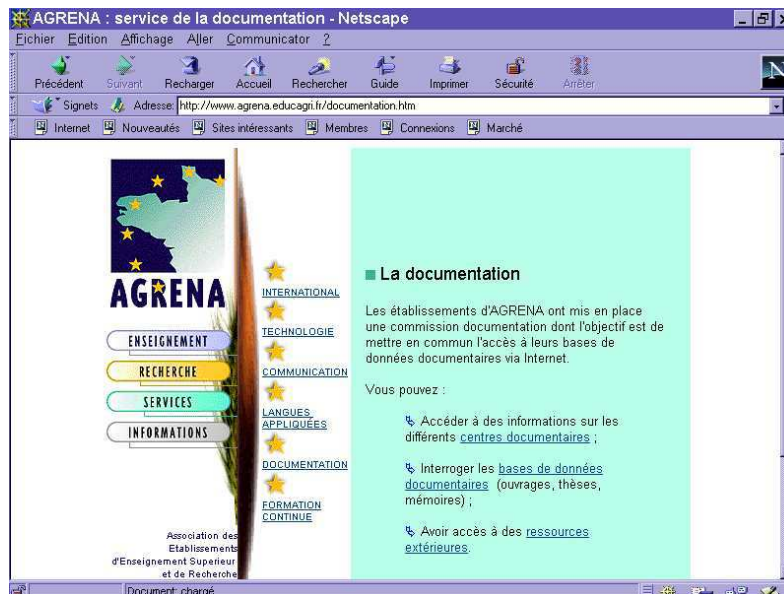 AGRENA : service de la documentation - Netscape
Fichier Edition Affichage Aller Communicator ?
Précédent Suivant Recharger Accueil Rechercher Guide Imprimer Sécurité Arrêter
Signets Adresse: http://www.agrena.educagri.fr/documentation.htm
Internet Nouveautés Sites intéressants Membres Connexions Marché
N
AGRENA
ENSEIGNEMENT
RECHERCHE
SERVICES
INFORMATIONS
Association des
Etablissements
d'Enseignement Superieur
et de Recherche
INTERNATIONAL
TECHNOLOGIE
COMMUNICATION
LANGUES
APPLIQUÉES
DOCUMENTATION
FORMATION
CONTINUE
La documentation
Les établissements d'AGRENA ont mis en place
une commission documentation dont l'objectif est de
mettre en commun l'accès à leurs bases de
données documentaires via Internet.
Vous pouvez :
Accéder à des informations sur les
différents centres documentaires ;
Interroger les bases de données
documentaires (ouvrages, thèses,
mémoires) ;
Avoir accès à des ressources
extérieures.
Document: chargé